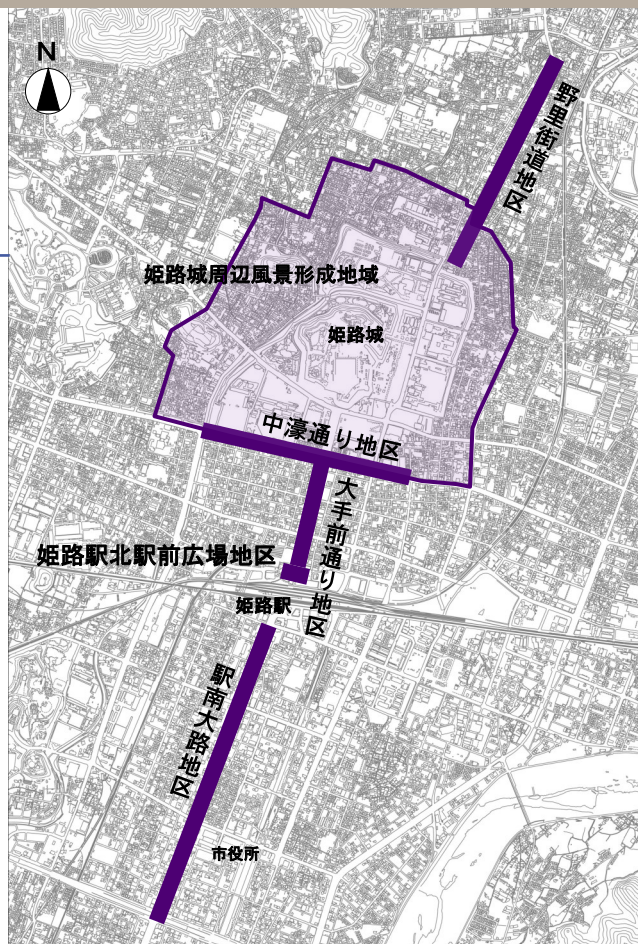 N
野里街道地区
姫路城周辺風景形成地域
姫路城
中濠通り地区
大手前通り地区
姫路駅北駅前広場地区
姫路駅
駅南大路地区
市役所